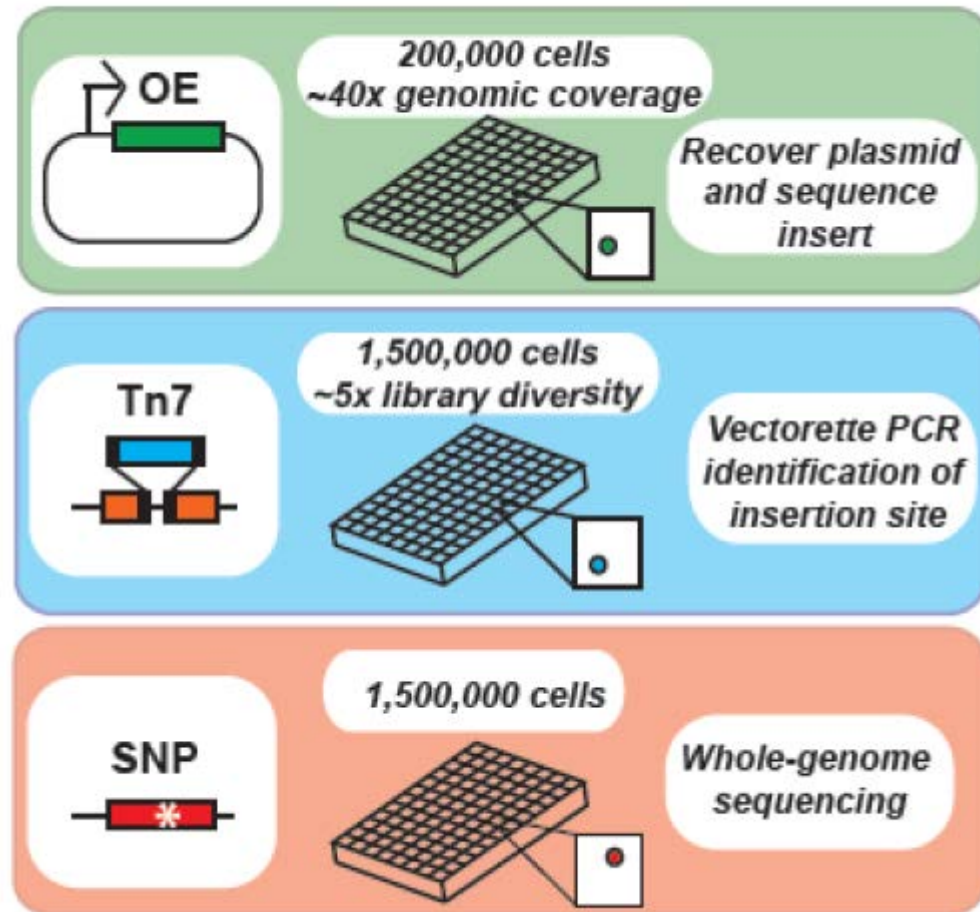 OE
200,000 cells
~40x genomic coverage
Recover plasmid
and sequence
insert
Tn7
1,500,000 cells
~5x library diversity
Vectorette PCR
identification of
insertion site
SNP
1,500,000 cells
Whole-genome
sequencing